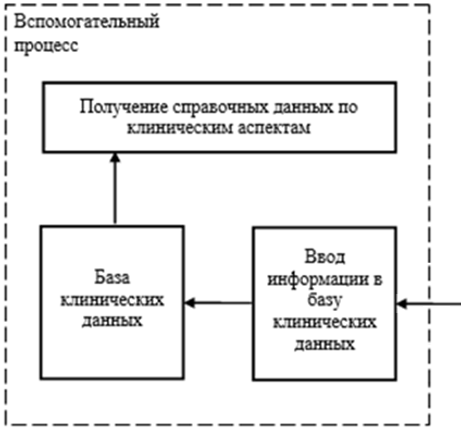 Вспомогательный
процесс
Получение справочных данных по
клиническим аспектам
База
клинических
данных
Ввод
информации в
базу
клинических
данных